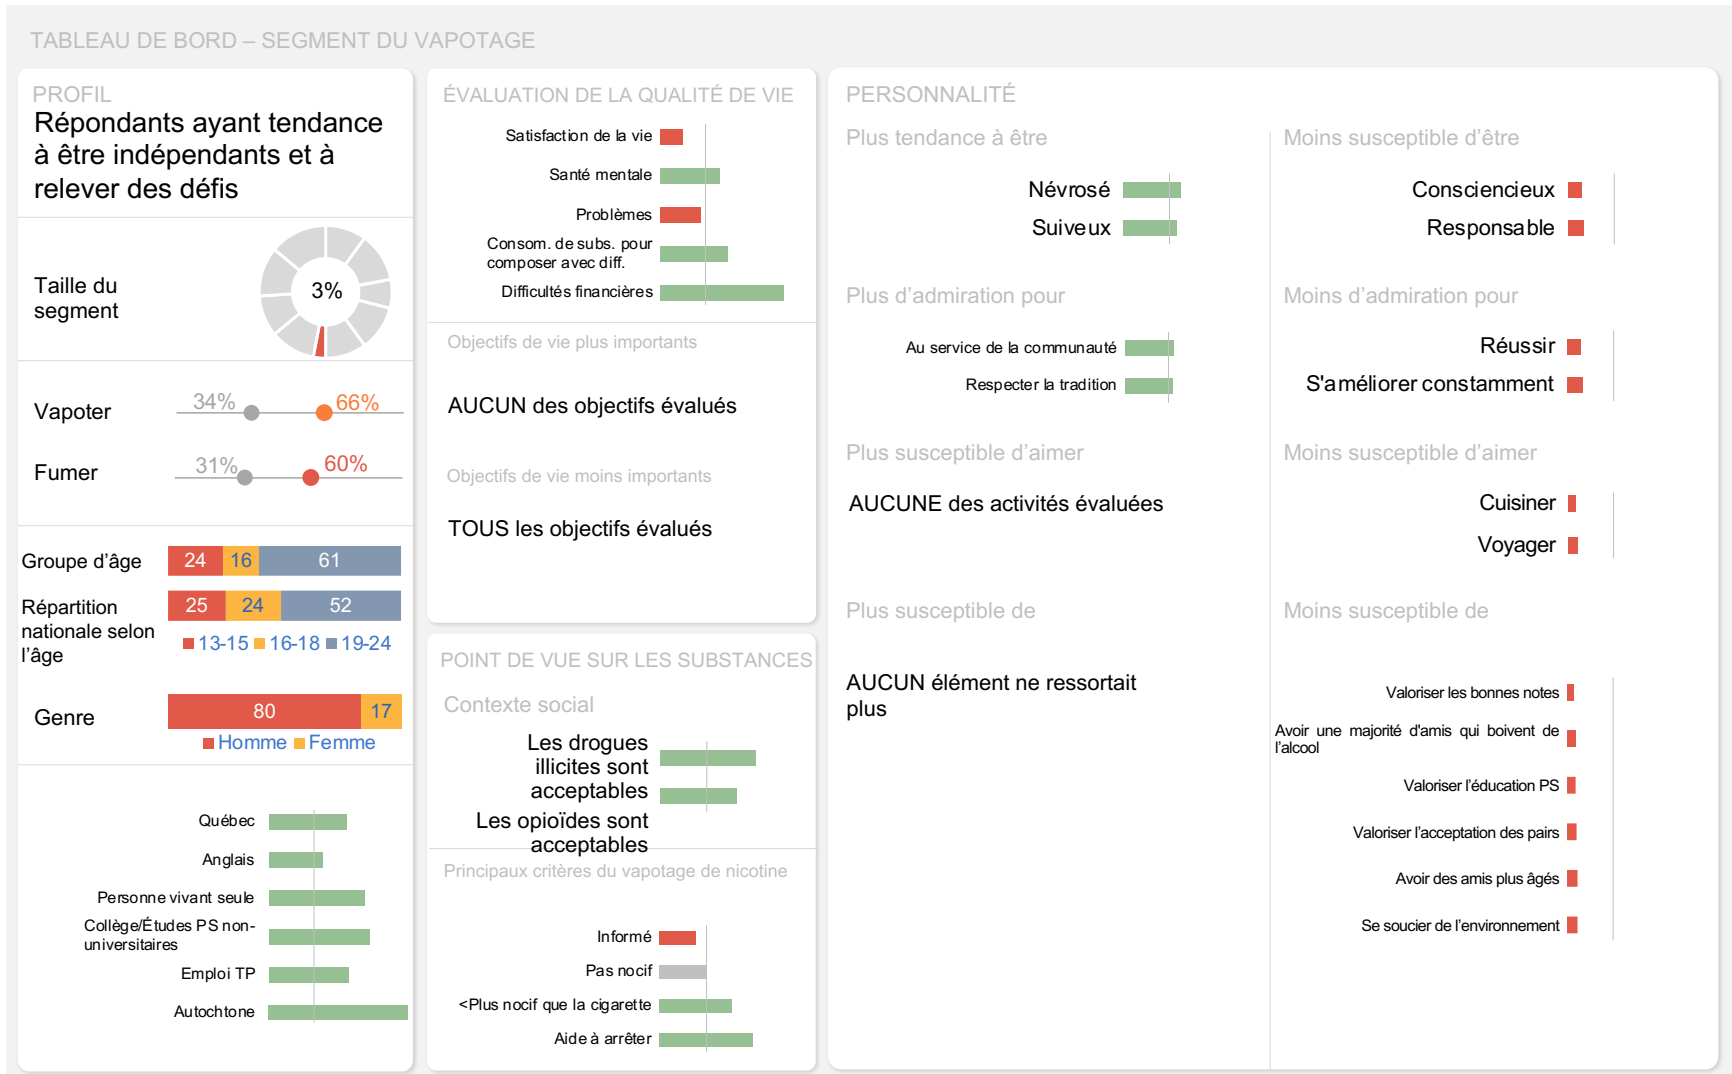 TABLEAU DE BORD – SEGMENT DU VAPOTAGE
PROFIL
Répondants ayant tendance
à être indépendants et à
relever des défis
Taille du
segment
3%
Vapoter
34%
66%
Fumer
31%
60%
Groupe d’âge
24 16 61
Répartition
nationale selon
l’âge
25 24 52
13-15 16-18 19-24
Genre
80 17
Homme Femme
Québec
Anglais
Personne vivant seule
Collège/Études PS non-
universitaires
Emploi TP
Autochtone
ÉVALUATION DE LA QUALITÉ DE VIE
Satisfaction de la vie
Santé mentale
Problèmes
Consom. de subs. pour
composer avec diff.
Difficultés financières
Objectifs de vie plus importants
AUCUN des objectifs évalués
Objectifs de vie moins importants
TOUS les objectifs évalués
POINT DE VUE SUR LES SUBSTANCES
Contexte social
Les drogues
illicites sont
acceptables
Les opioïdes sont
acceptables
Principaux critères du vapotage de nicotine
Informé
Pas nocif
<Plus nocif que la cigarette
Aide à arrêter
PERSONNALITÉ
Plus tendance à être
Névrosé
Suiveux
Plus d’admiration pour
Au service de la communauté
Respecter la tradition
Plus susceptible d’aimer
AUCUNE des activités évaluées
Plus susceptible de
AUCUN élément ne ressortait
plus
Moins susceptible d’être
Consciencieux
Responsable
Moins d’admiration pour
Réussir
S'améliorer constamment
Moins susceptible d’aimer
Cuisiner
Voyager
Moins susceptible de
Valoriser les bonnes notes
Avoir une majorité d'amis qui boivent de
l’alcool
Valoriser l’éducation PS
Valoriser l’acceptation des pairs
Avoir des amis plus âgés
Se soucier de l’environnement